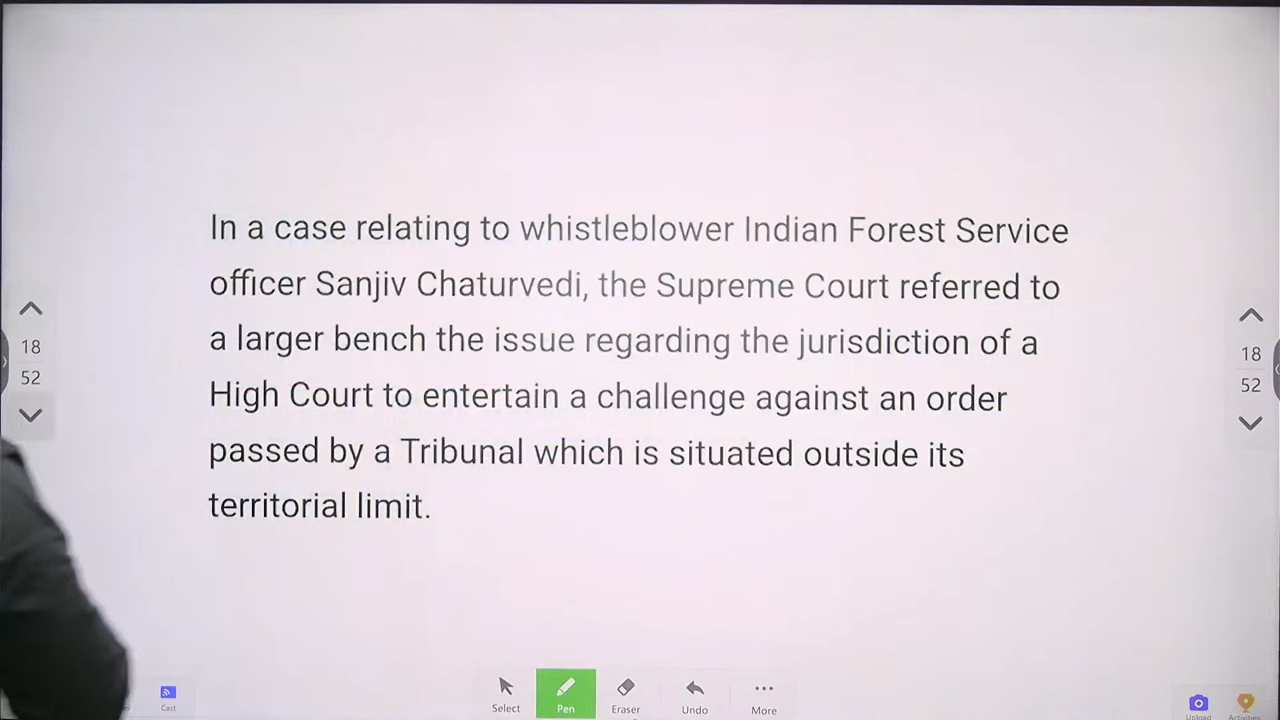 In a case relating to whistleblower Indian Forest Service
officer Sanjiv Chaturvedi, the Supreme Court referred to
a larger bench the issue regarding the jurisdiction of a
High Court to entertain a challenge against an order
passed by a Tribunal which is situated outside its
territorial limit.
18
52
18
52
Cast
Select
Pen
Eraser
Undo
More
Upload
Activities